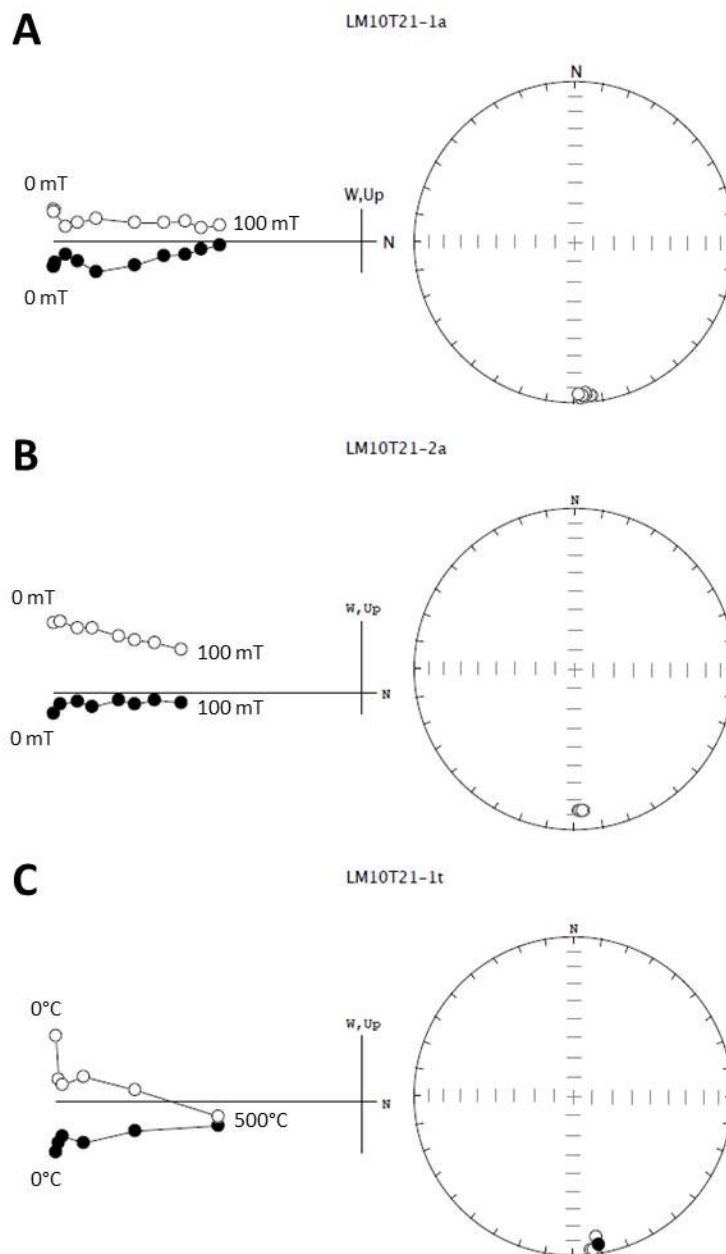 A
LM10T21-1a
N
0 mT
W,Up
100 mT
N
0 mT
B
LM10T21-2a
N
0 mT
W,Up
100 mT
N
100 mT
0 mT
C
LM10T21-1t
N
0°C
W,Up
N
500°C
0°C